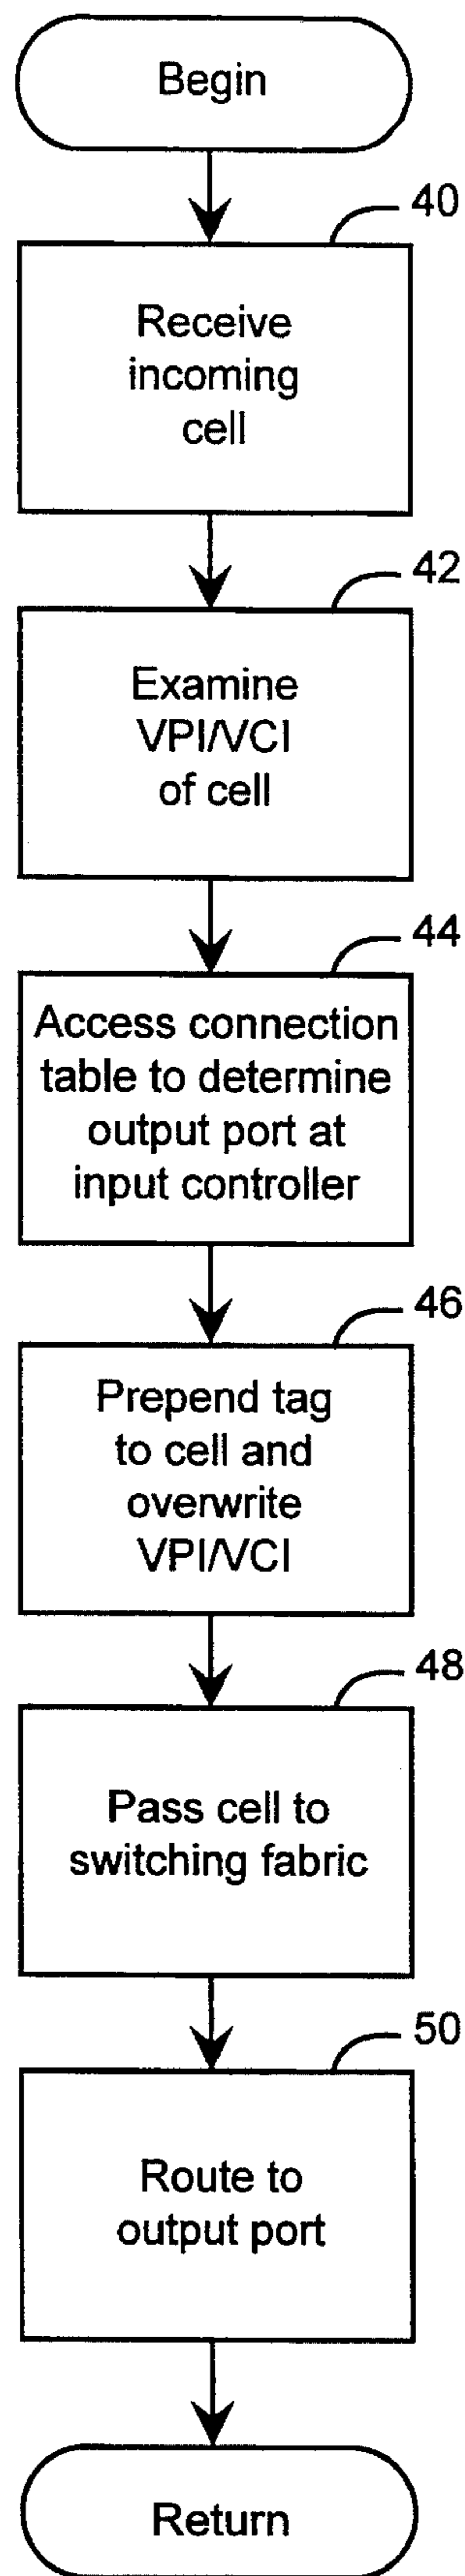 Begin
40
Receive
incoming
cell
42
Examine
VPI/VCI
of cell
44
Access connection
table to determine
output port at
input controller
46
Prepend tag
to cell and
overwrite
VPI/VCI
48
Pass cell to
switching fabric
50
Route to
output port
Return